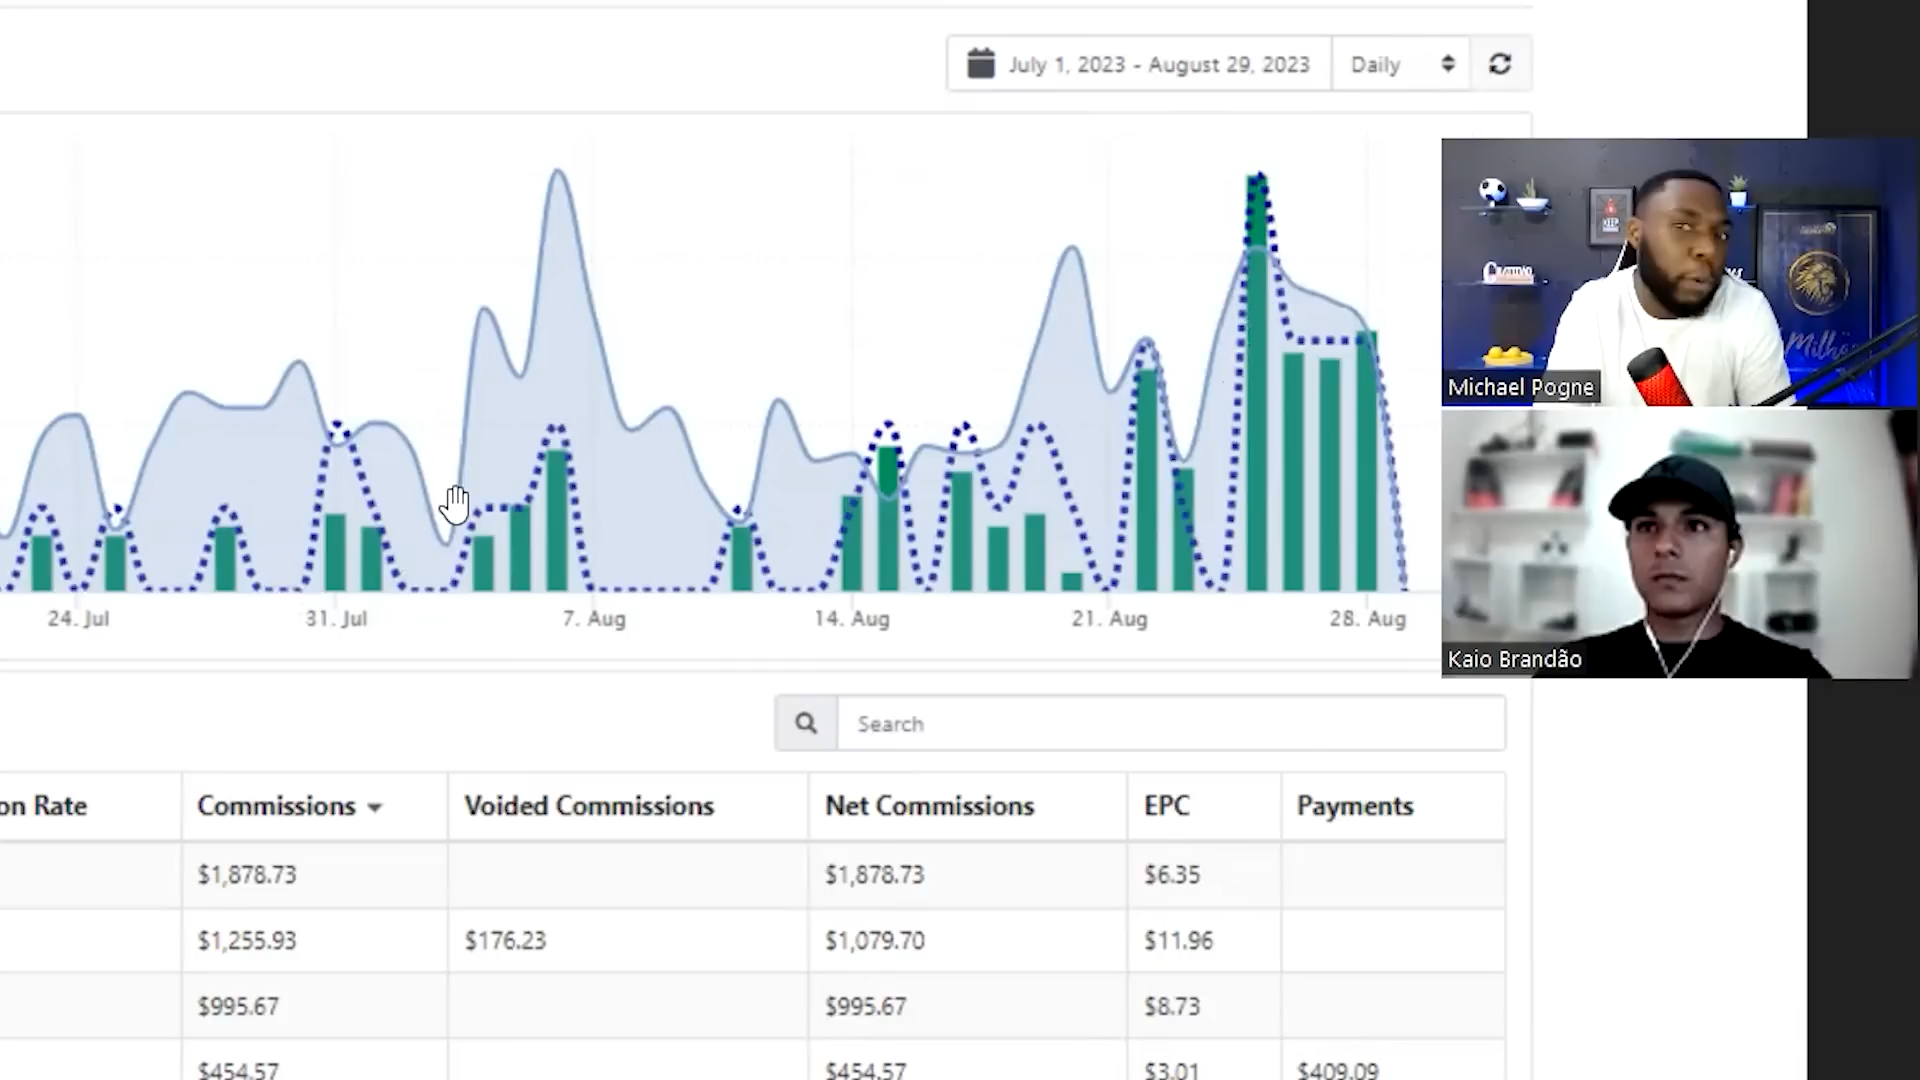 July 1, 2023 - August 29, 2023
Daily
Milhõ
Michael Pogne
Kaio Brandão
24. Jul
31. Jul
7. Aug
14. Aug
21. Aug
28. Aug
Search
on Rate
Commissions
Voided Commissions
Net Commissions
EPC
Payments
$1,878.73
$1,878.73
$6.35
$1,255.93
$176.23
$1,079.70
$11.96
$995.67
$995.67
$8.73
$454.57
$454.57
$3.01
$409.09